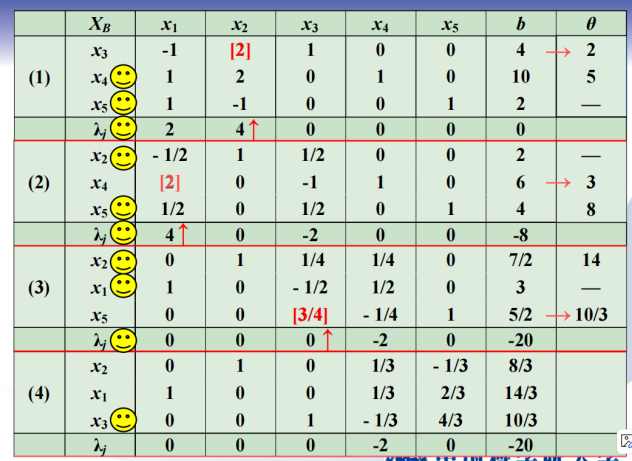 X_B x₁ x₂ x₃ x₄ x₅ b θ
x₃ -1 [2] 1 0 0 4 → 2
(1) x₄ 1 2 0 1 0 10 5
x₅ 1 -1 0 0 1 2 —
λⱼ 2 4↑ 0 0 0 0
x₂ - 1/2 1 1/2 0 0 2 —
(2) x₄ [2] 0 -1 1 0 6 → 3
x₅ 1/2 0 1/2 0 1 4 8
λⱼ 4↑ 0 -2 0 0 -8
x₂ 0 1 1/4 1/4 0 7/2 14
(3) x₁ 1 0 - 1/2 1/2 0 3 —
x₅ 0 0 [3/4] - 1/4 1 5/2 → 10/3
λⱼ 0 0 0↑ -2 0 -20
x₂ 0 1 0 1/3 - 1/3 8/3
(4) x₁ 1 0 0 1/3 2/3 14/3
x₃ 0 0 1 - 1/3 4/3 10/3
λⱼ 0 0 0 -2 0 -20